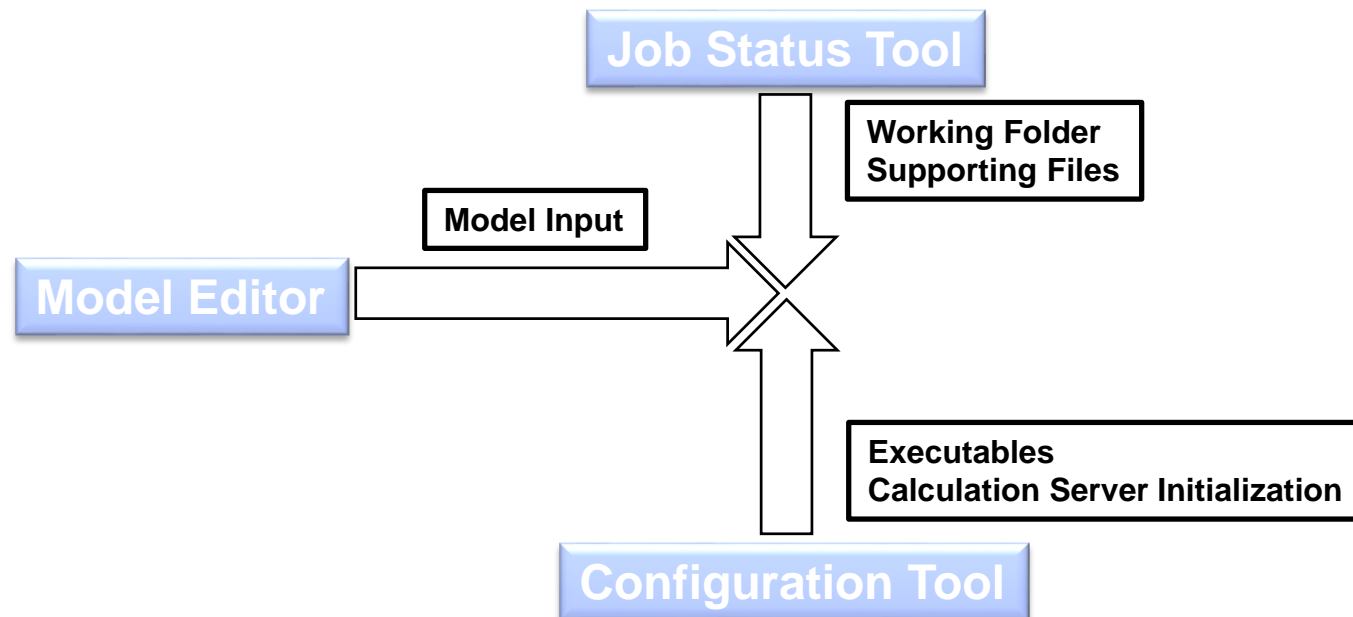 Job Status Tool
Working Folder
Supporting Files
Model Input
Model Editor
Executables
Calculation Server Initialization
Configuration Tool